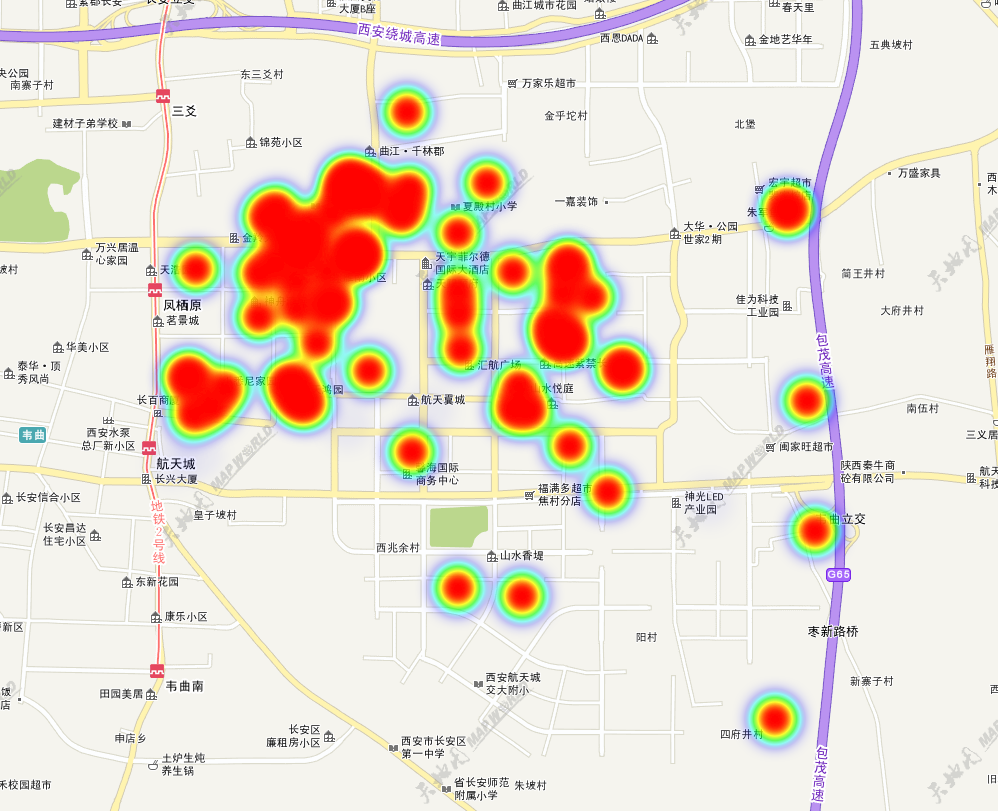 紫郡长安
长安立交
大厦B座
曲江城市花园
春天里
西安绕城高速
西恩DADA
金地艺华年
五典坡村
央公园
南寨子村
东三爻村
万家乐超市
三爻
建材子弟学校
金乎坨村
北堡
锦苑小区
曲江·千林郡
万盛家具
宏宇超市
夏殿村小学
一嘉装饰
朱军
西
木
大华·公园
世家2期
万兴居温
心家园
坡村
天江
小区
天宇菲尔德
国际大酒店
简王井村
凤栖原
茗景城
佳为科技
工业园
大府井村
包茂高速
华美小区
泰华·顶
秀风尚
汇航广场
紫禁
雁翔路
尼家
鸿园
水悦庭
长百商
航天翼城
南伍村
韦曲
西安水泵
总厂新小区
闽家旺超市
三义
航天城
长兴大厦
海国际
商务中心
陕西秦牛商
砼有限公司
航天
科技
长安信合小区
福满多超市
焦村分店
神光LED
产业园
地铁2号线
皇子坡村
曲立交
长安昌达
住宅小区
西兆余村
山水香堤
东新花园
G65
康乐小区
新区
阳村
枣新路桥
韦曲南
西安航天城
交大附小
新寨子村
田园美居
店
申店乡
长安区
廉租房小区
四府井村
西安市长安区
第一中学
土炉生炖
养生锅
包茂高速
禾校园超市
省长安师范
附属小学
朱坡村
旧